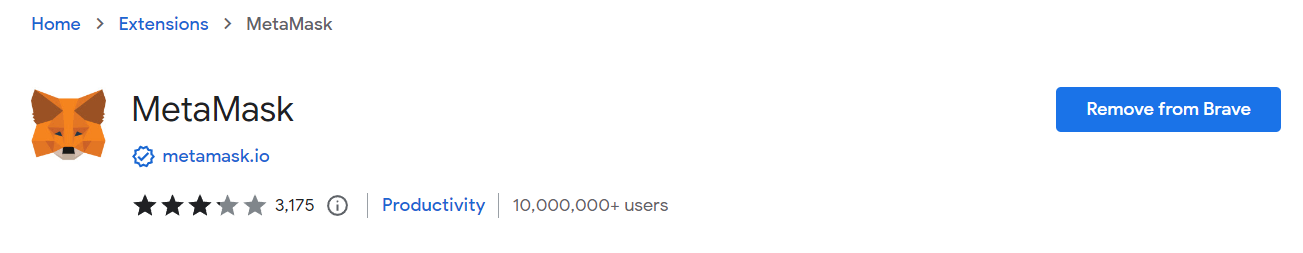 Home > Extensions > MetaMask
MetaMask
Remove from Brave
metamask.io
3,175 Productivity 10,000,000+ users